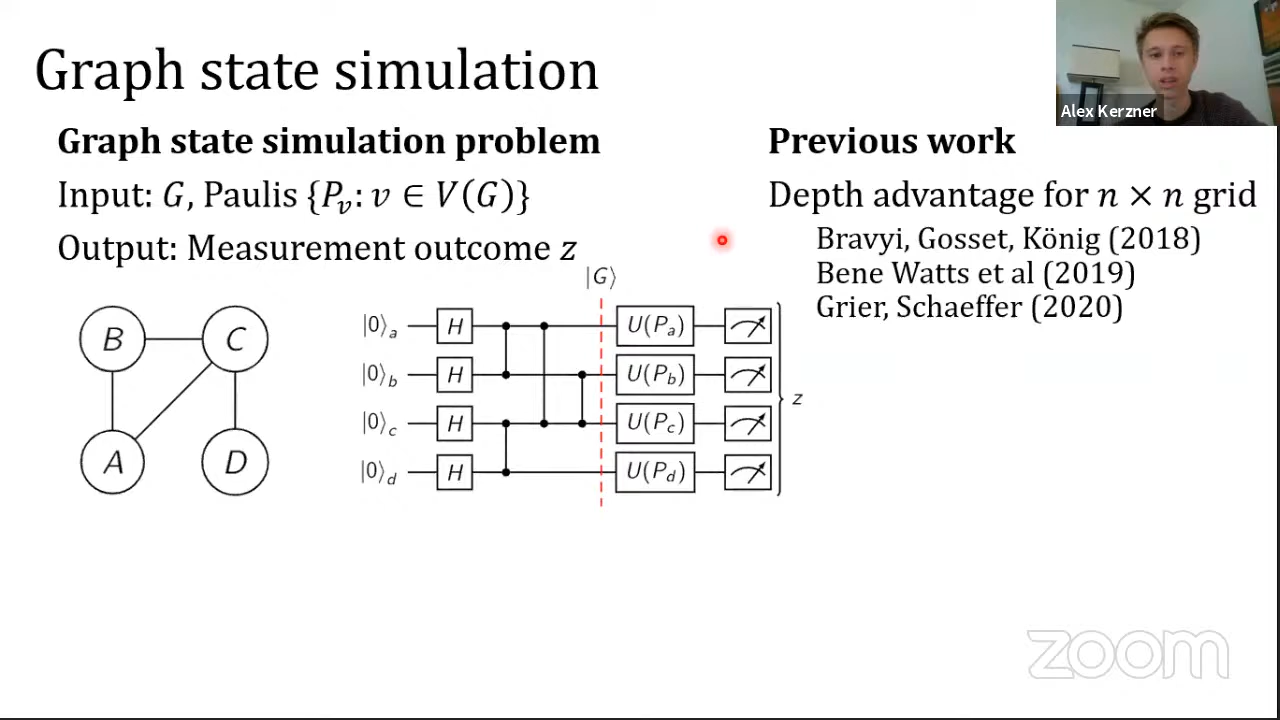 Graph state simulation
Alex Kerzner
Graph state simulation problem
Input: G, Paulis {P_v: v ∈ V(G)}
Output: Measurement outcome z
Previous work
Depth advantage for n × n grid
Bravyi, Gosset, König (2018)
Bene Watts et al (2019)
Grier, Schaeffer (2020)
B C
A D
|G⟩
|0⟩_a H U(P_a)
|0⟩_b H U(P_b)
|0⟩_c H U(P_c)
|0⟩_d H U(P_d)
z
zoom